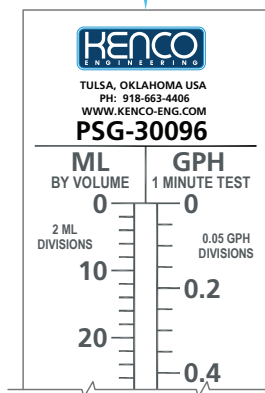 KENCO
ENGINEERING
TULSA, OKLAHOMA USA
PH: 918-663-4406
WWW.KENCO-ENG.COM
PSG-30096
ML GPH
BY VOLUME 1 MINUTE TEST
0 0
2 ML
DIVISIONS
0.05 GPH
DIVISIONS
10
0.2
20
0.4